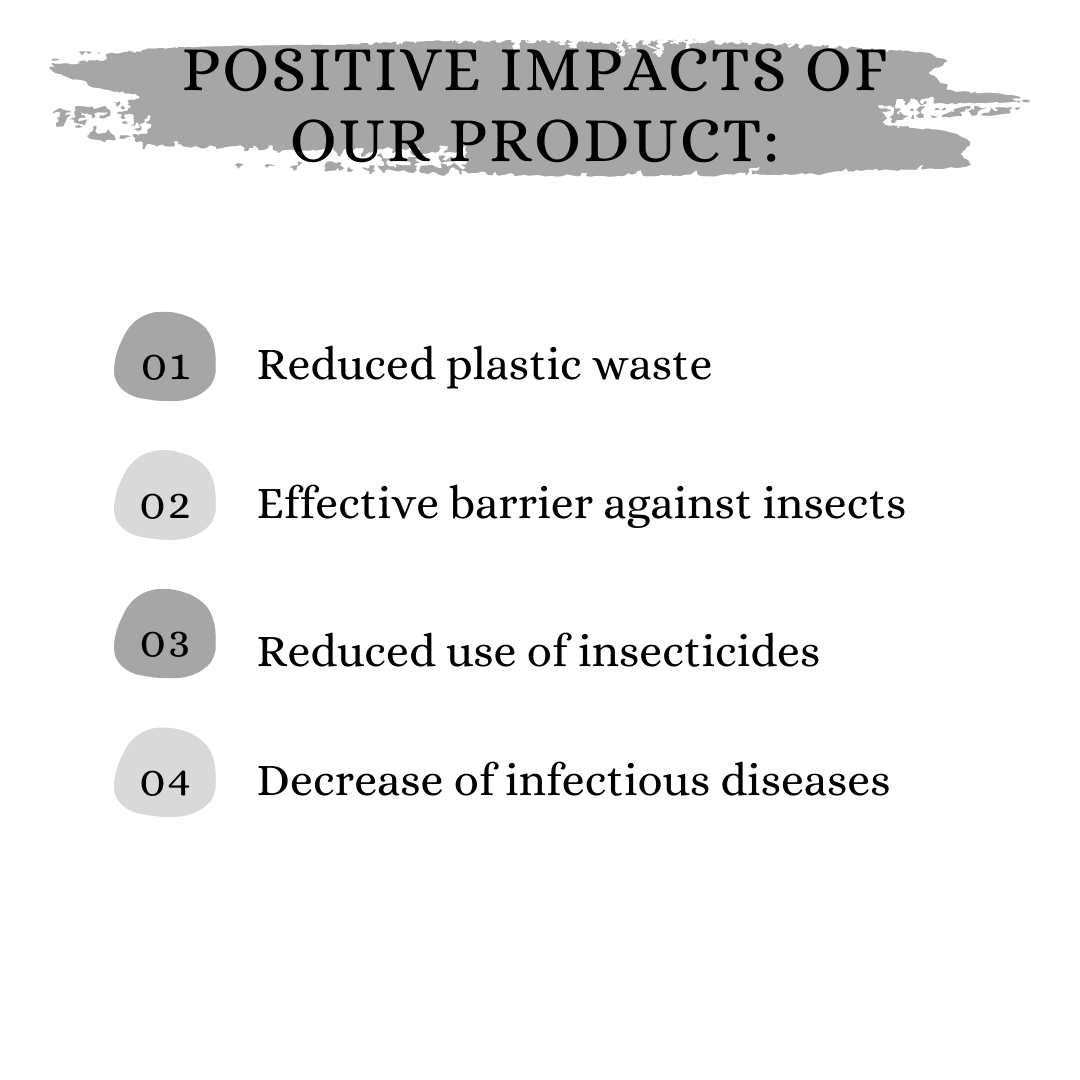 POSITIVE IMPACTS OF
OUR PRODUCT:
01 Reduced plastic waste
02 Effective barrier against insects
03 Reduced use of insecticides
04 Decrease of infectious diseases